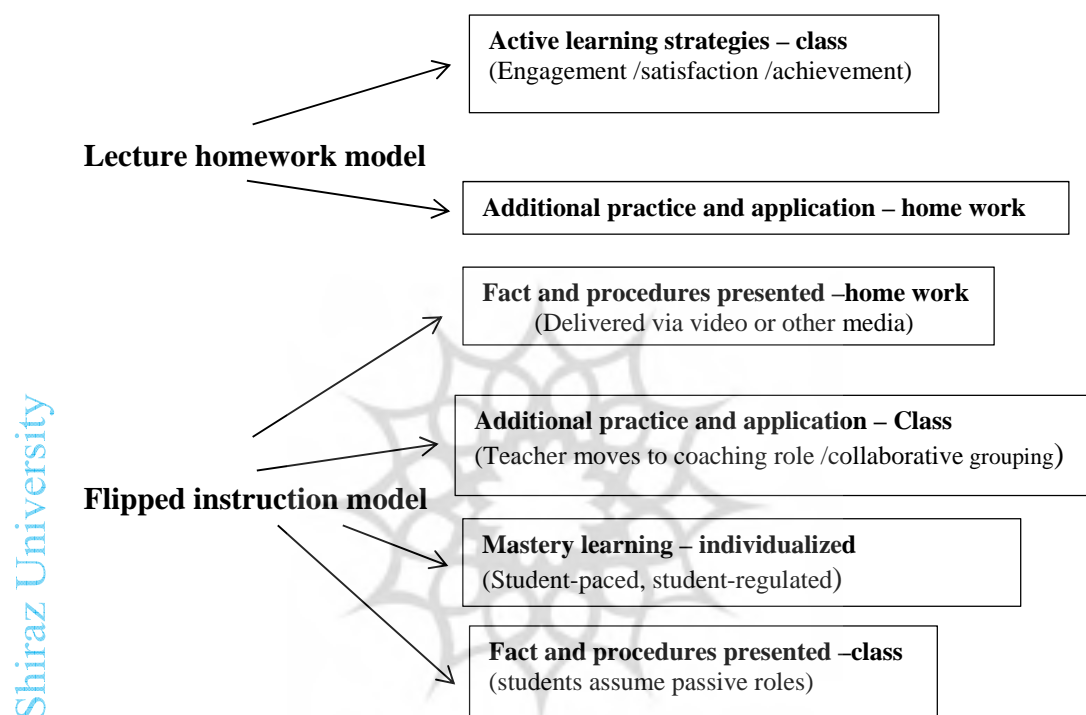 Active learning strategies – class
(Engagement /satisfaction /achievement)
Lecture homework model
Additional practice and application – home work
Fact and procedures presented –home work
(Delivered via video or other media)
Additional practice and application – Class
(Teacher moves to coaching role /collaborative grouping)
Flipped instruction model
Mastery learning – individualized
(Student-paced, student-regulated)
Fact and procedures presented –class
(students assume passive roles)
Shiraz University